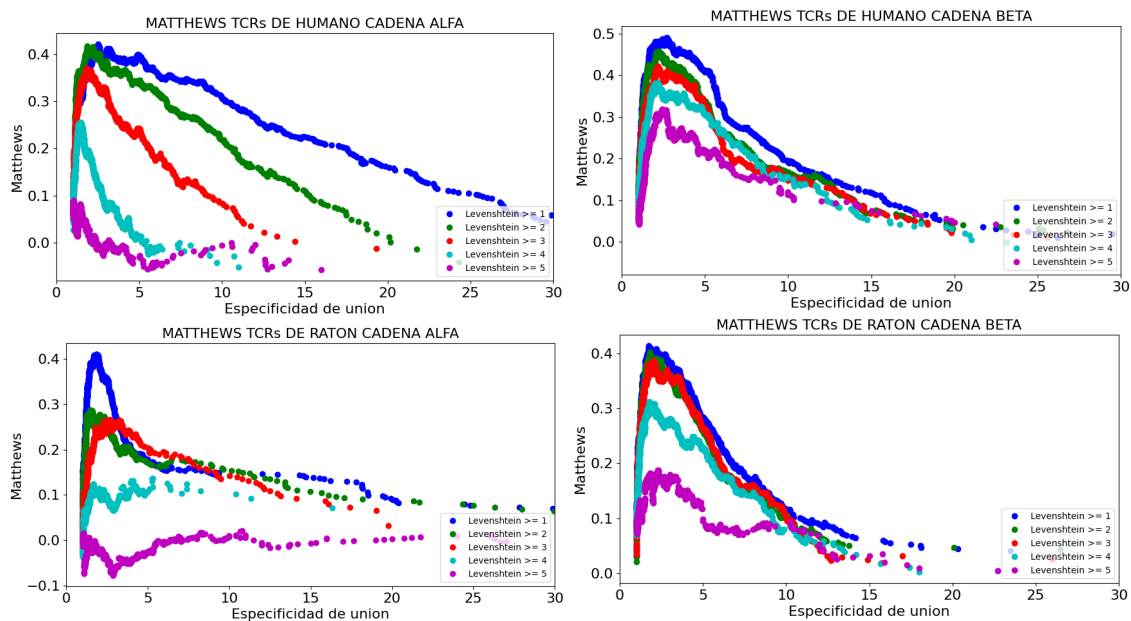 MATTHEWS TCRs DE HUMANO CADENA ALFA
0.4
0.3
0.2
0.1
0.0
Matthews
0 5 10 15 20 25 30
Especificidad de union
Levenshtein >= 1
Levenshtein >= 2
Levenshtein >= 3
Levenshtein >= 4
Levenshtein >= 5
MATTHEWS TCRs DE HUMANO CADENA BETA
0.5
0.4
0.3
0.2
0.1
0.0
Matthews
0 5 10 15 20 25 30
Especificidad de union
Levenshtein >= 1
Levenshtein >= 2
Levenshtein >= 3
Levenshtein >= 4
Levenshtein >= 5
MATTHEWS TCRs DE RATON CADENA ALFA
0.4
0.3
0.2
0.1
0.0
−0.1
Matthews
0 5 10 15 20 25 30
Especificidad de union
Levenshtein >= 1
Levenshtein >= 2
Levenshtein >= 3
Levenshtein >= 4
Levenshtein >= 5
MATTHEWS TCRs DE RATON CADENA BETA
0.4
0.3
0.2
0.1
0.0
Matthews
0 5 10 15 20 25 30
Especificidad de union
Levenshtein >= 1
Levenshtein >= 2
Levenshtein >= 3
Levenshtein >= 4
Levenshtein >= 5